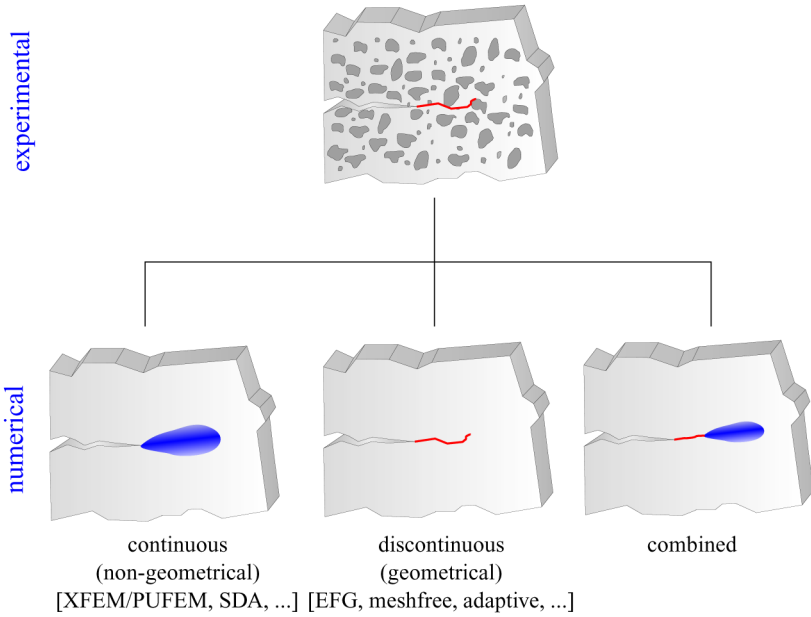 experimental
numerical
continuous
(non-geometrical)
[XFEM/PUFEM, SDA, ...]
discontinuous
(geometrical)
[EFG, meshfree, adaptive, ...]
combined